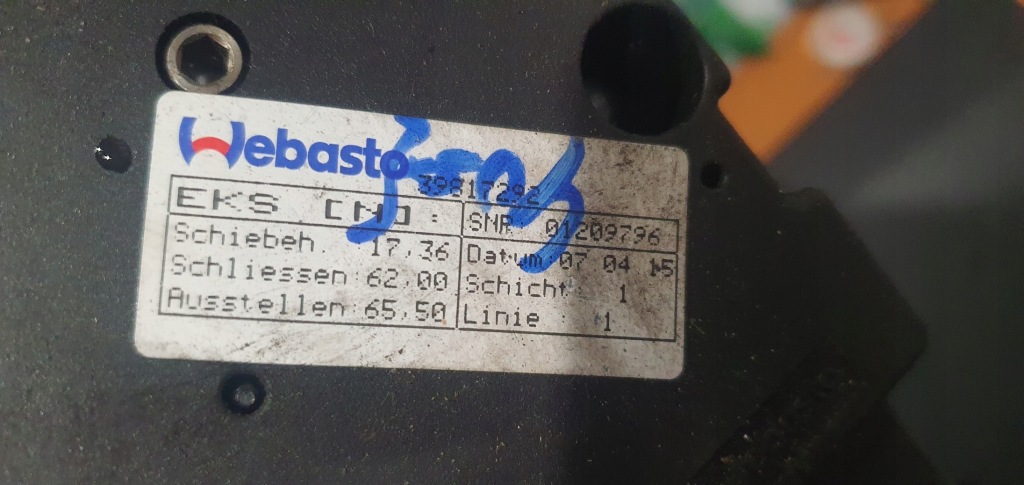 Webasto
39817292
EKS [N] :
SNR 01209796
Schiebeh 17,36
Datum:07 04 15
Schliessen:62,00
Schicht: 1
Ausstellen:65,50
Linie : 1